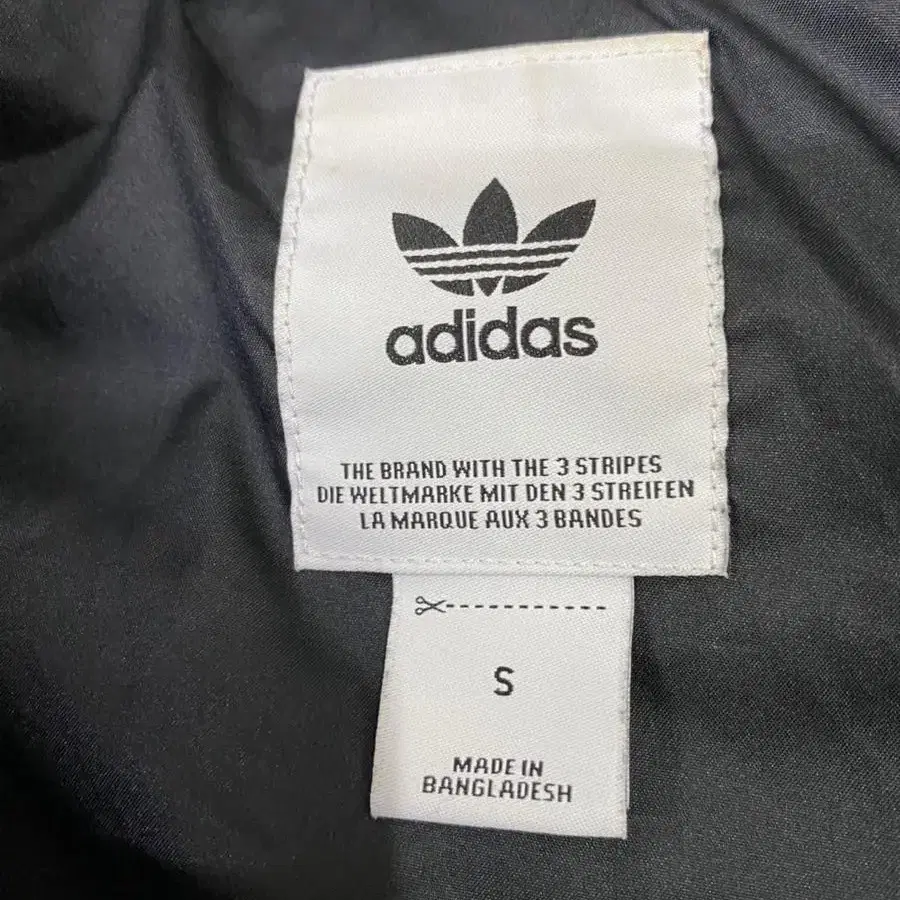 adidas
THE BRAND WITH THE 3 STRIPES
DIE WELTMARKE MIT DEN 3 STREIFEN
LA MARQUE AUX 3 BANDES
S
MADE IN
BANGLADESH